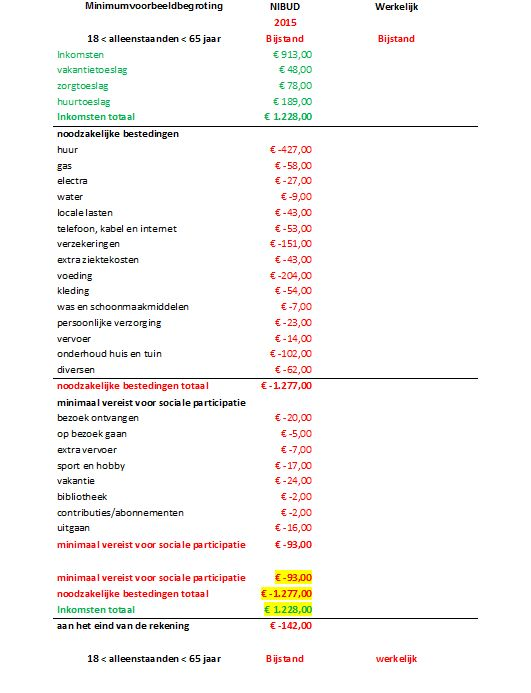 Minimumvoorbeeldbegroting NIBUD Werkelijk
2015
18 < alleenstaanden < 65 jaar Bijstand Bijstand
Inkomsten € 913,00
vakantietoeslag € 48,00
zorgtoeslag € 78,00
huurtoeslag € 189,00
Inkomsten totaal € 1.228,00
noodzakelijke bestedingen
huur € -427,00
gas € -58,00
electra € -27,00
water € -9,00
locale lasten € -43,00
telefoon, kabel en internet € -53,00
verzekeringen € -151,00
extra ziektekosten € -43,00
voeding € -204,00
kleding € -54,00
was en schoonmaakmiddelen € -7,00
persoonlijke verzorging € -23,00
vervoer € -14,00
onderhoud huis en tuin € -102,00
diversen € -62,00
noodzakelijke bestedingen totaal € -1.277,00
minimaal vereist voor sociale participatie
bezoek ontvangen € -20,00
op bezoek gaan € -5,00
extra vervoer € -7,00
sport en hobby € -17,00
vakantie € -24,00
bibliotheek € -2,00
contributies/abonnementen € -2,00
uitgaan € -16,00
minimaal vereist voor sociale participatie € -93,00
minimaal vereist voor sociale participatie € -93,00
noodzakelijke bestedingen totaal € -1.277,00
Inkomsten totaal € 1.228,00
aan het eind van de rekening € -142,00
18 < alleenstaanden < 65 jaar Bijstand werkelijk